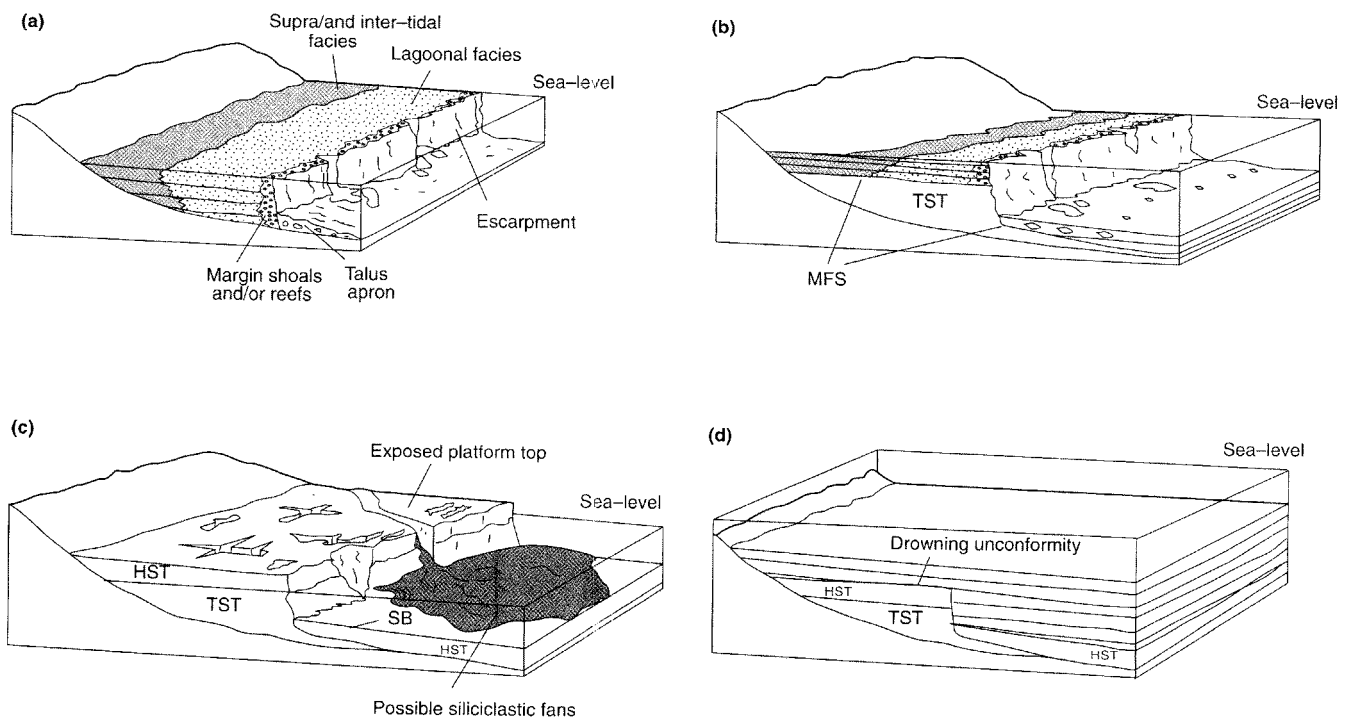 (a)
Supra/and inter–tidal
facies
Lagoonal facies
Sea–level
Escarpment
Margin shoals
and/or reefs
Talus
apron
(b)
Sea–level
TST
MFS
(c)
Exposed platform top
Sea–level
HST
TST
SB
HST
Possible siliciclastic fans
(d)
Sea–level
Drowning unconformity
HST
TST
HST